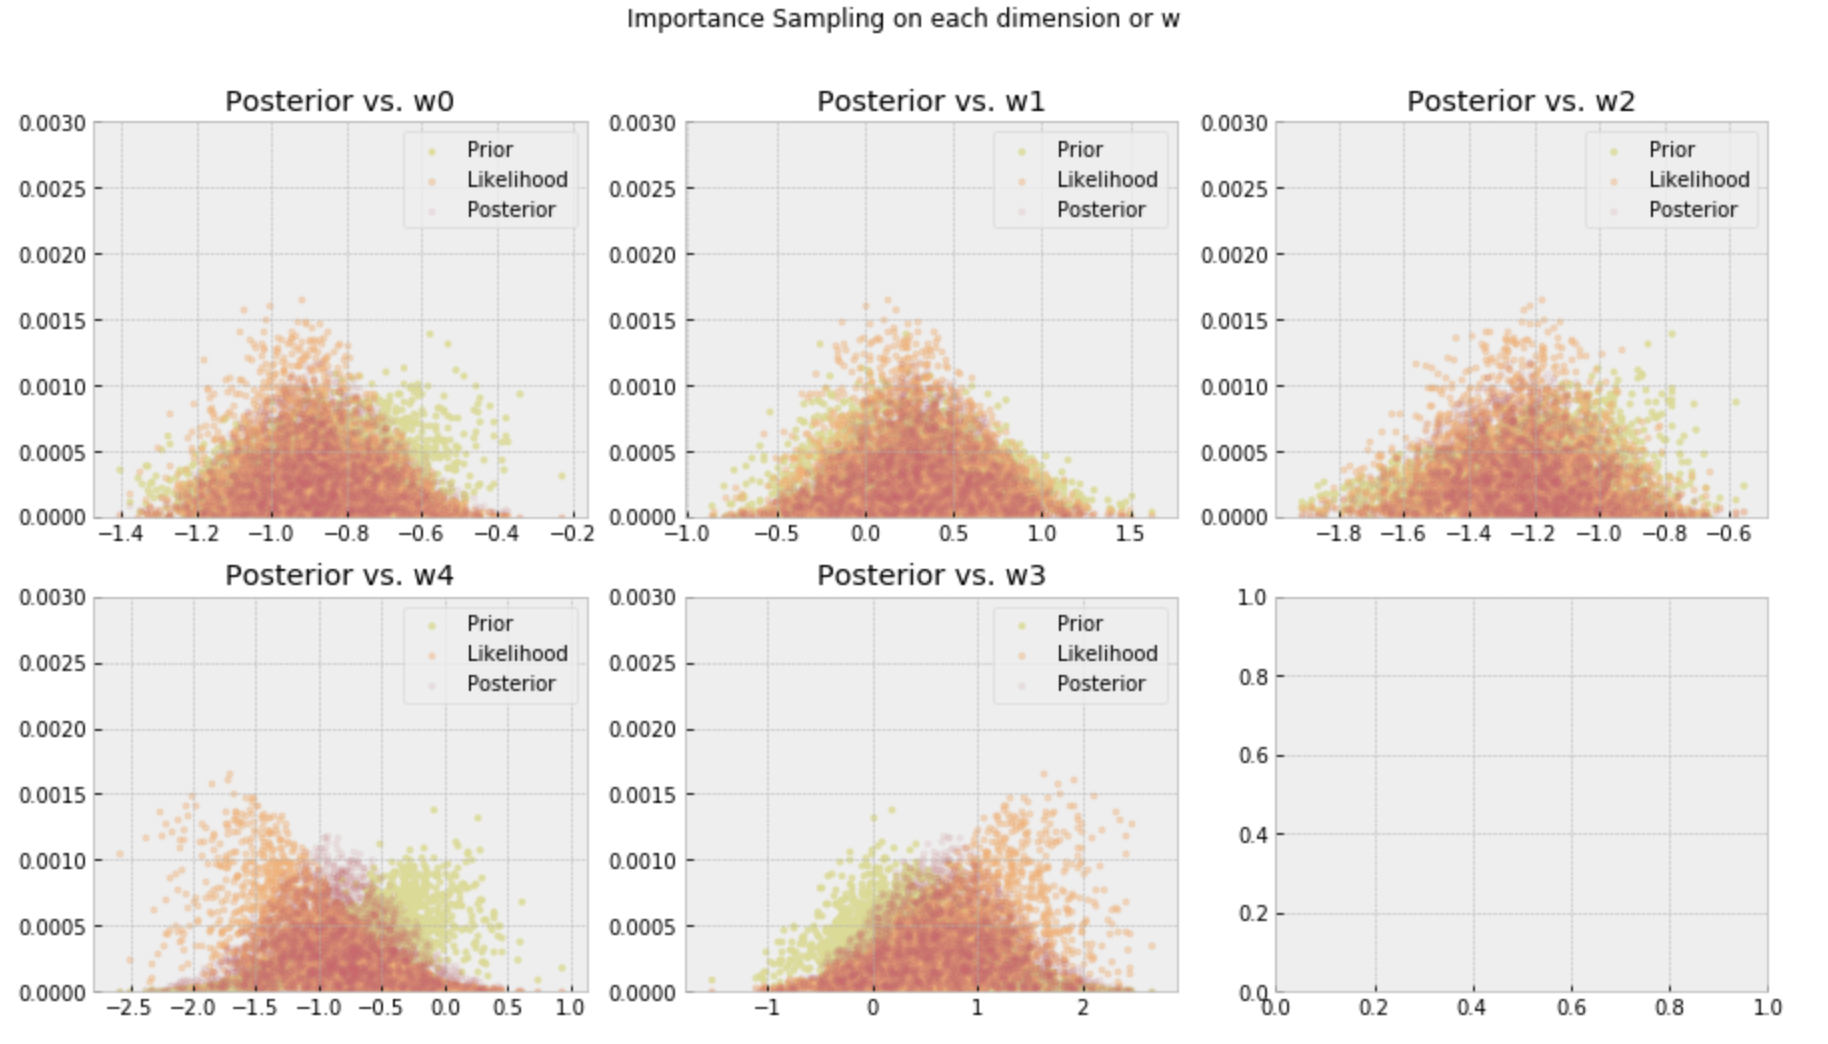 Importance Sampling on each dimension or w
Posterior vs. w0
0.0030
0.0025
0.0020
0.0015
0.0010
0.0005
0.0000
−1.4 −1.2 −1.0 −0.8 −0.6 −0.4 −0.2
Prior
Likelihood
Posterior
Posterior vs. w1
0.0030
0.0025
0.0020
0.0015
0.0010
0.0005
0.0000
−1.0 −0.5 0.0 0.5 1.0 1.5
Prior
Likelihood
Posterior
Posterior vs. w2
0.0030
0.0025
0.0020
0.0015
0.0010
0.0005
0.0000
−1.8 −1.6 −1.4 −1.2 −1.0 −0.8 −0.6
Prior
Likelihood
Posterior
Posterior vs. w4
0.0030
0.0025
0.0020
0.0015
0.0010
0.0005
0.0000
−2.5 −2.0 −1.5 −1.0 −0.5 0.0 0.5 1.0
Prior
Likelihood
Posterior
Posterior vs. w3
0.0030
0.0025
0.0020
0.0015
0.0010
0.0005
0.0000
−1 0 1 2
Prior
Likelihood
Posterior
1.0
0.8
0.6
0.4
0.2
0.0
0.0 0.2 0.4 0.6 0.8 1.0